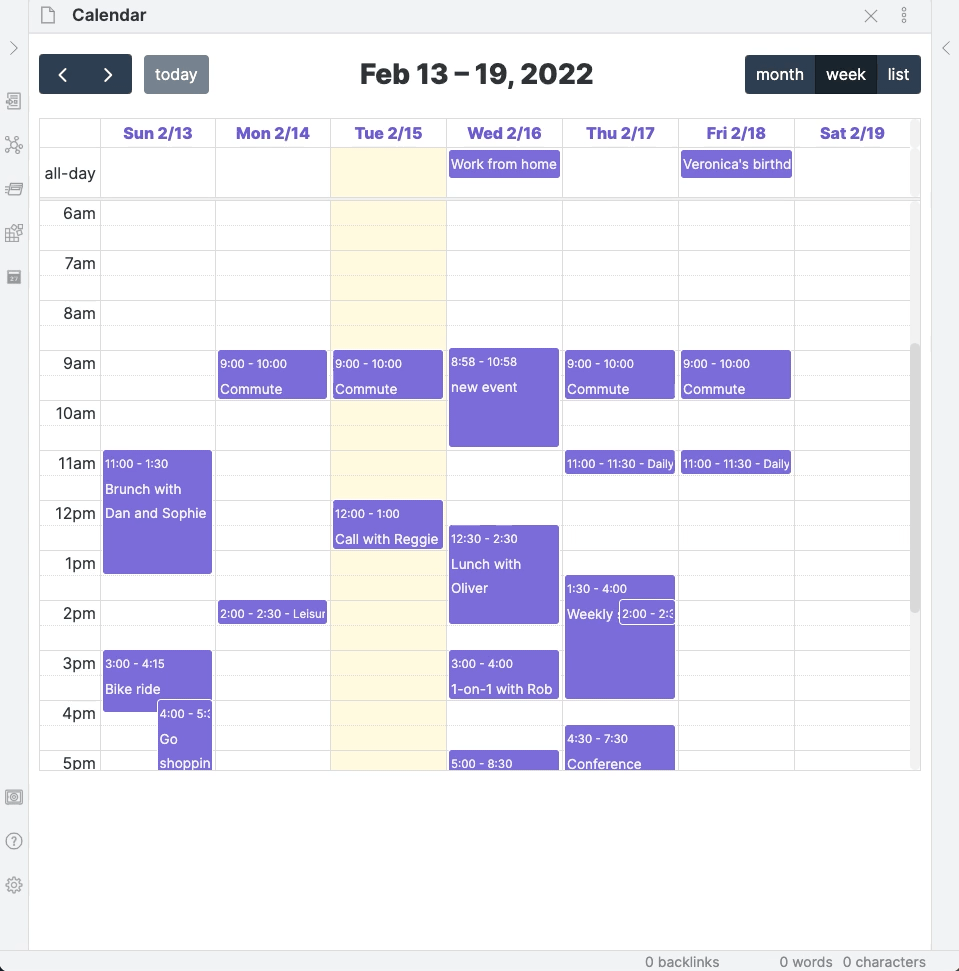 Calendar
today
Feb 13 – 19, 2022
month
week
list
Sun 2/13
Mon 2/14
Tue 2/15
Wed 2/16
Thu 2/17
Fri 2/18
Sat 2/19
all-day
Work from home
Veronica's birthd
6am
7am
8am
9am
10am
11am
12pm
1pm
2pm
3pm
4pm
5pm
11:00 - 1:30
Brunch with
Dan and Sophie
3:00 - 4:15
Bike ride
4:00 - 5:3
Go
shoppin
9:00 - 10:00
Commute
2:00 - 2:30 - Leisur
9:00 - 10:00
Commute
12:00 - 1:00
Call with Reggie
8:58 - 10:58
new event
12:30 - 2:30
Lunch with
Oliver
3:00 - 4:00
1-on-1 with Rob
5:00 - 8:30
9:00 - 10:00
Commute
11:00 - 11:30 - Daily
1:30 - 4:00
Weekly
2:00 - 2:3
4:30 - 7:30
Conference
9:00 - 10:00
Commute
11:00 - 11:30 - Daily
0 backlinks
0 words
0 characters